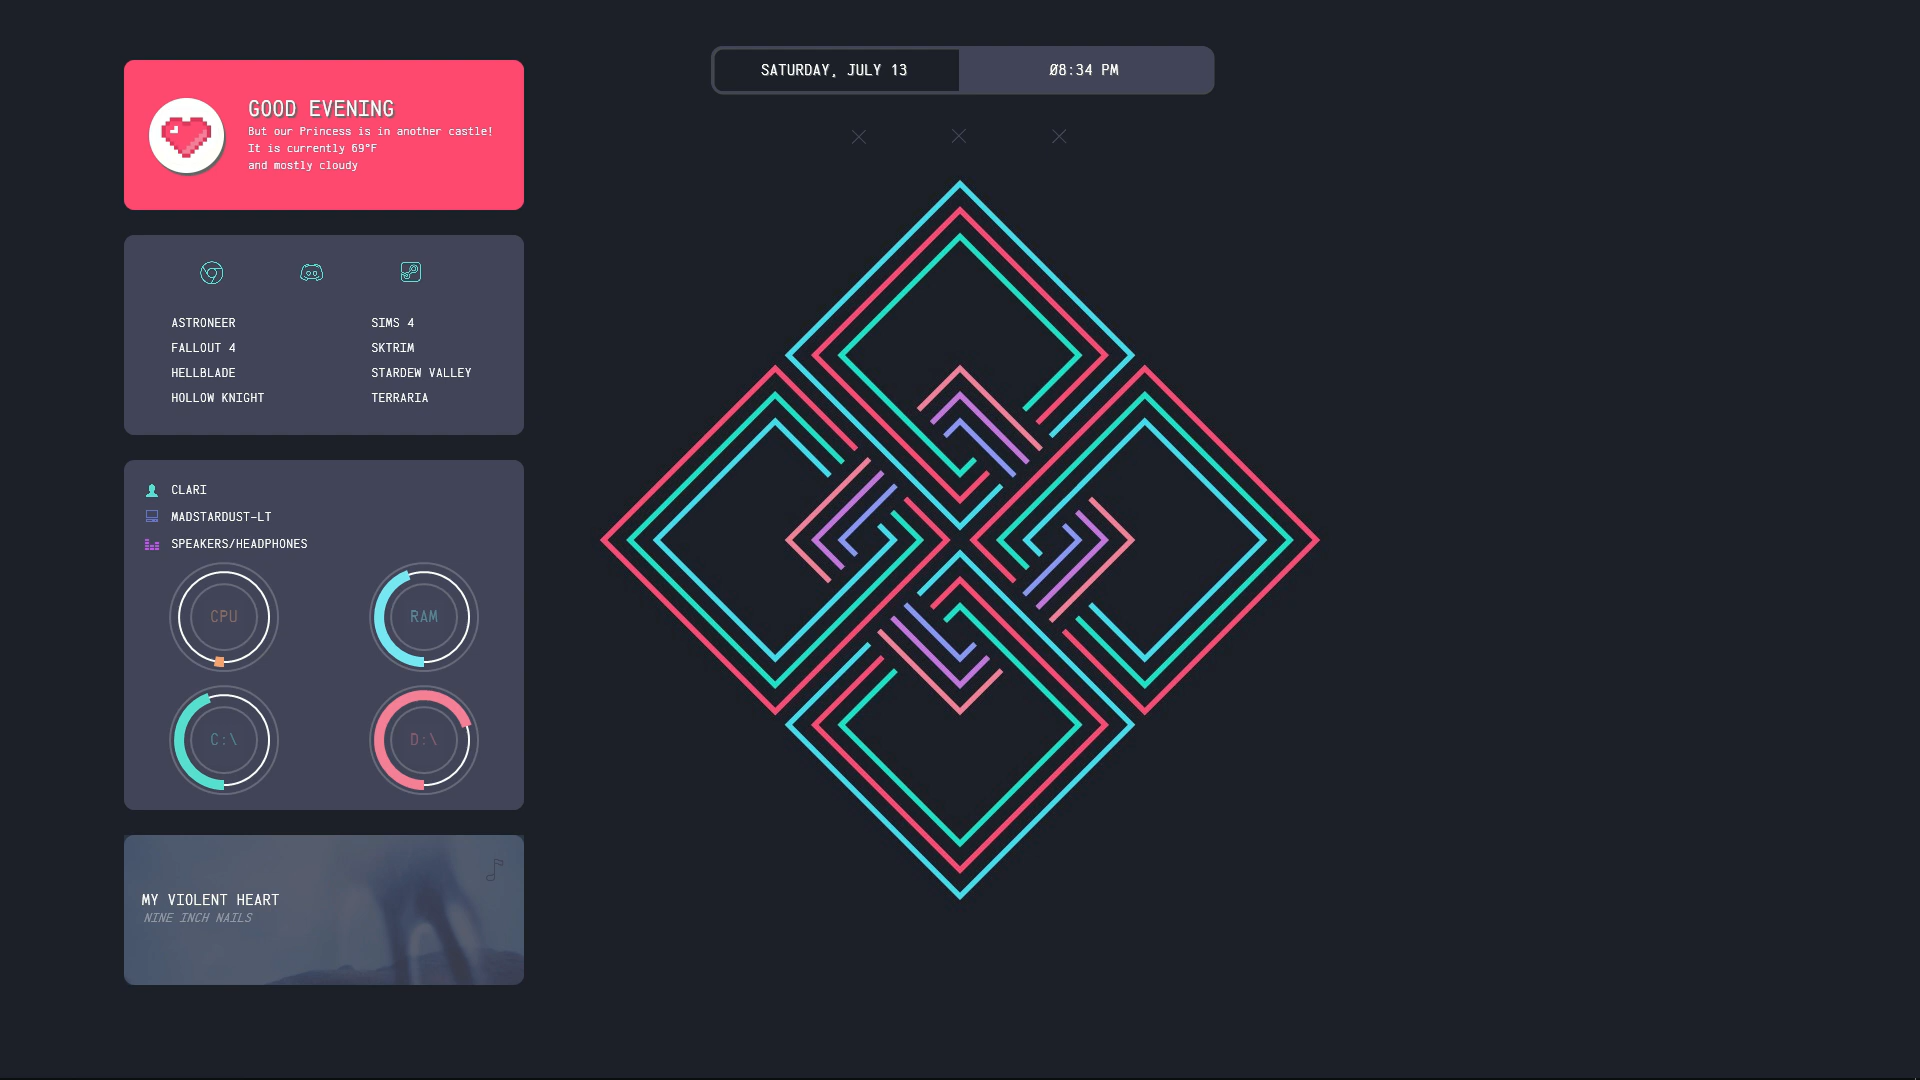 SATURDAY, JULY 13
08:34 PM
GOOD EVENING
But our Princess is in another castle!
It is currently 69°F
and mostly cloudy
ASTRONEER
SIMS 4
FALLOUT 4
SKTRIM
HELLBLADE
STARDEW VALLEY
HOLLOW KNIGHT
TERRARIA
CLARI
MADSTARDUST-LT
SPEAKERS/HEADPHONES
CPU
RAM
C:\
D:\
MY VIOLENT HEART
NINE INCH NAILS